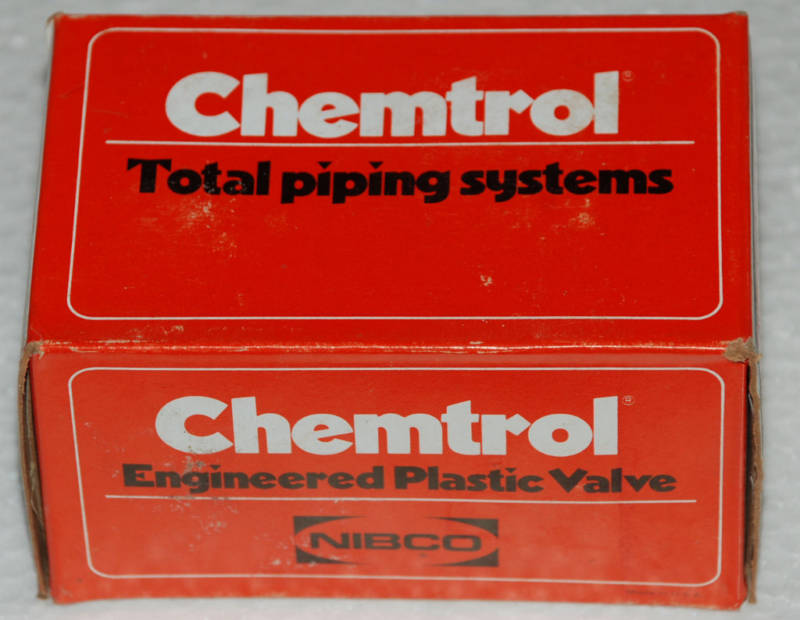 Chemtrol®
Total piping systems
Chemtrol®
Engineered Plastic Valve
NIBCO